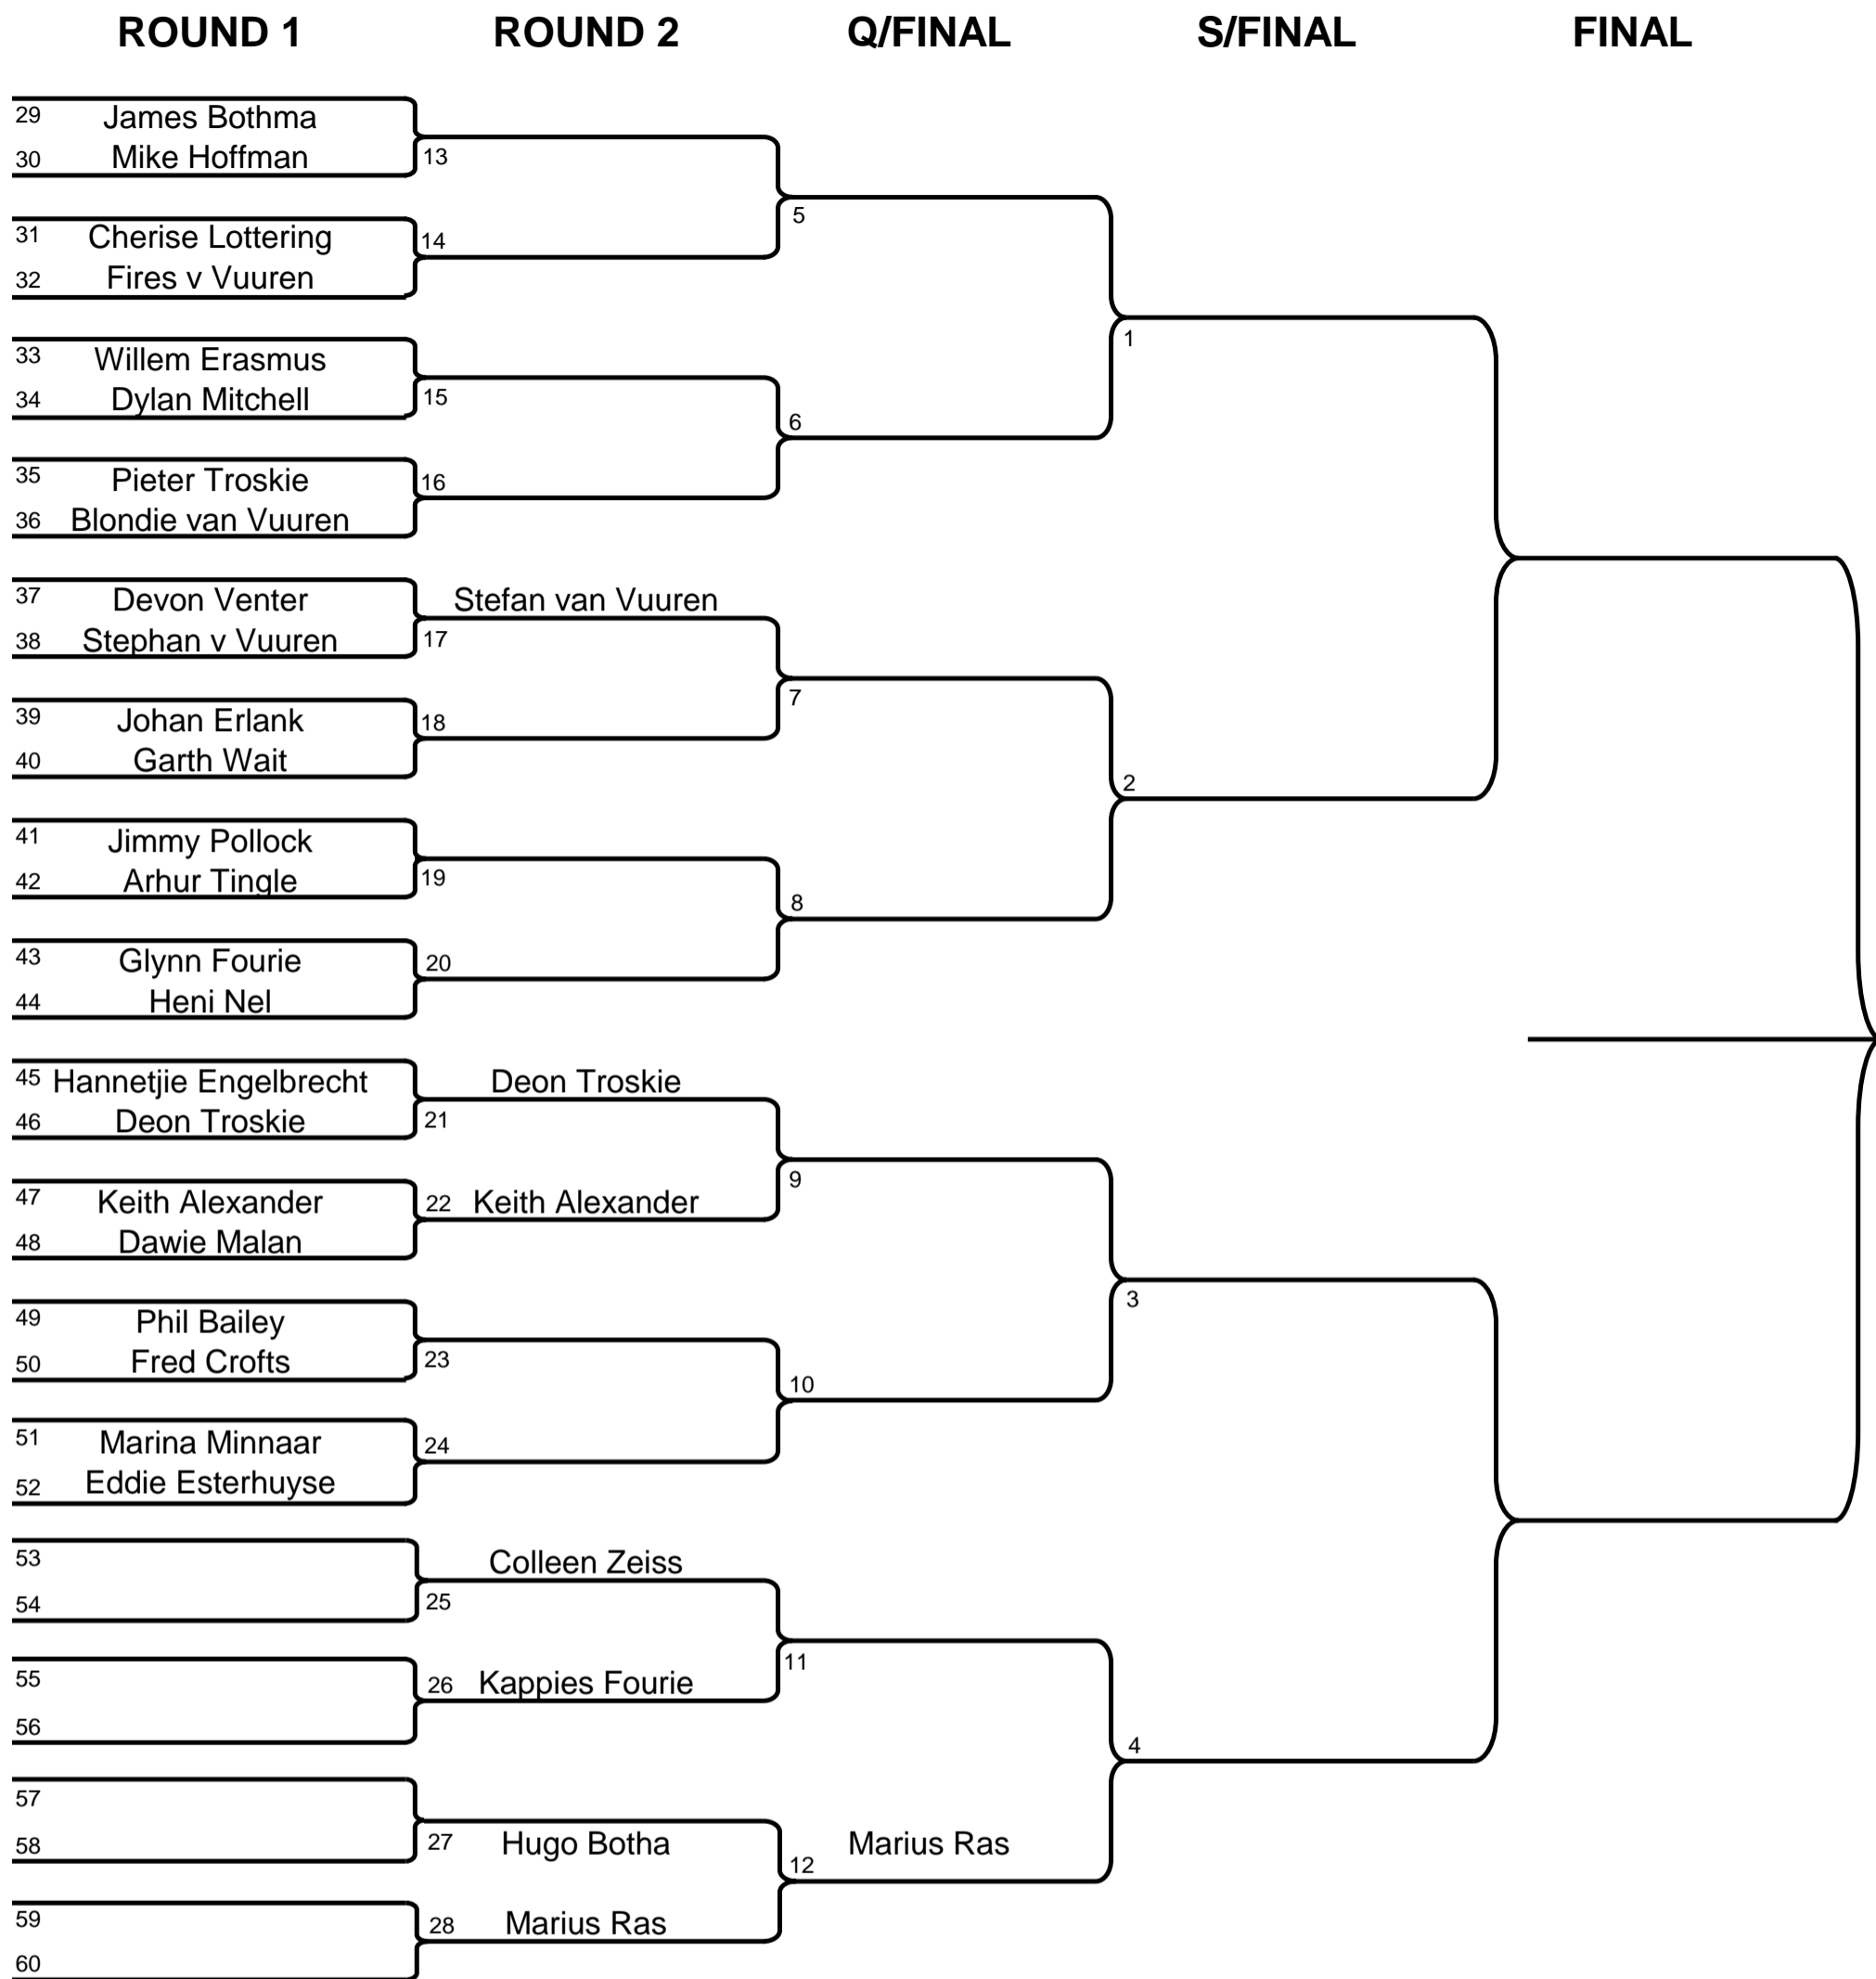 ROUND 1 ROUND 2 Q/FINAL S/FINAL FINAL
29 James Bothma
30 Mike Hoffman
13
5
31 Cherise Lottering
14
32 Fires v Vuuren
1
33 Willem Erasmus
34 Dylan Mitchell
15
6
35 Pieter Troskie
16
36 Blondie van Vuuren
37 Devon Venter
Stefan van Vuuren
38 Stephan v Vuuren
17
7
39 Johan Erlank
18
40 Garth Wait
2
41 Jimmy Pollock
42 Arhur Tingle
19
8
43 Glynn Fourie
20
44 Heni Nel
45 Hannetjie Engelbrecht
Deon Troskie
46 Deon Troskie
21
9
47 Keith Alexander
22 Keith Alexander
48 Dawie Malan
3
49 Phil Bailey
50 Fred Crofts
23
10
51 Marina Minnaar
24
52 Eddie Esterhuyse
53
Colleen Zeiss
54
25
11
55
26 Kappies Fourie
56
4
57
58
27 Hugo Botha
Marius Ras
12
59
28 Marius Ras
60